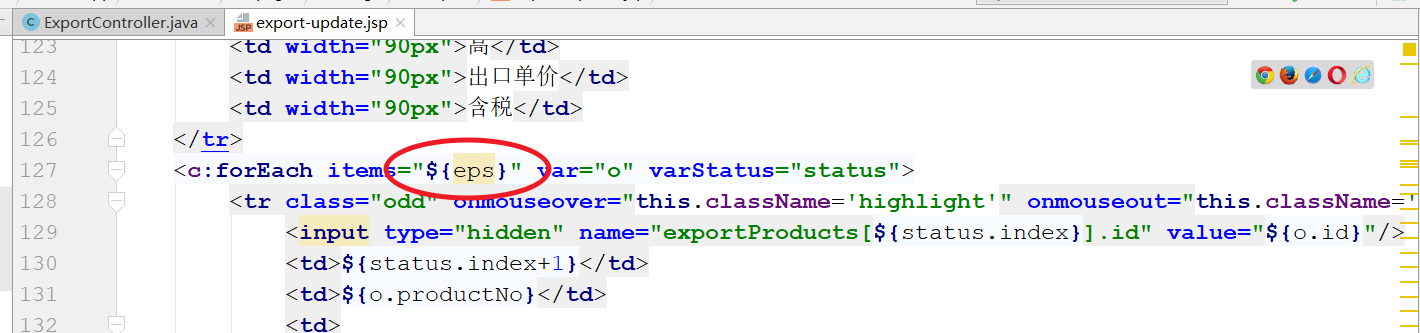 ExportController.java
export-update.jsp
123 <td width="90px">高</td>
124 <td width="90px">出口单价</td>
125 <td width="90px">含税</td>
126 </tr>
127 <c:forEach items="${eps}" var="o" varStatus="status">
128 <tr class="odd" onmouseover="this.className='highlight'" onmouseout="this.className='
129 <input type="hidden" name="exportProducts[${status.index}].id" value="${o.id}"/>
130 <td>${status.index+1}</td>
131 <td>${o.productNo}</td>
132 <td>